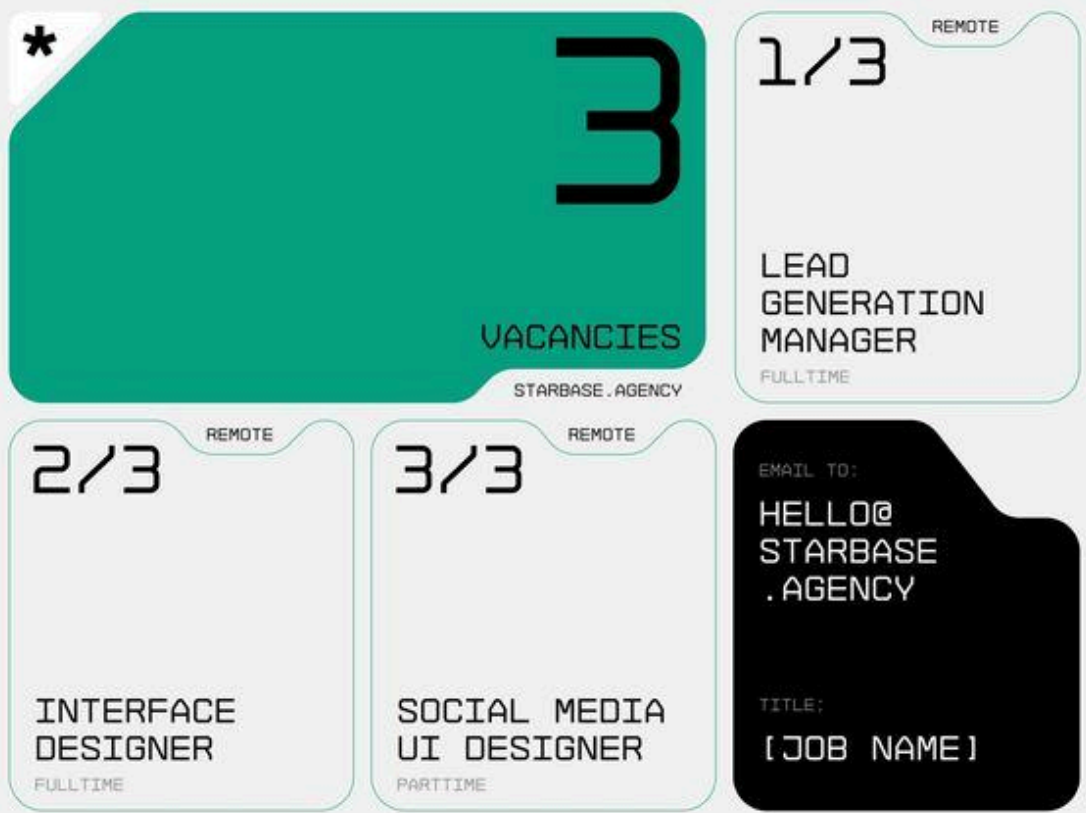 *
3
VACANCIES
STARBASE.AGENCY
REMOTE
1/3
LEAD
GENERATION
MANAGER
FULLTIME
REMOTE
2/3
INTERFACE
DESIGNER
FULLTIME
REMOTE
3/3
SOCIAL MEDIA
UI DESIGNER
PARTTIME
EMAIL TO:
HELLO@
STARBASE
.AGENCY
TITLE:
[JOB NAME]